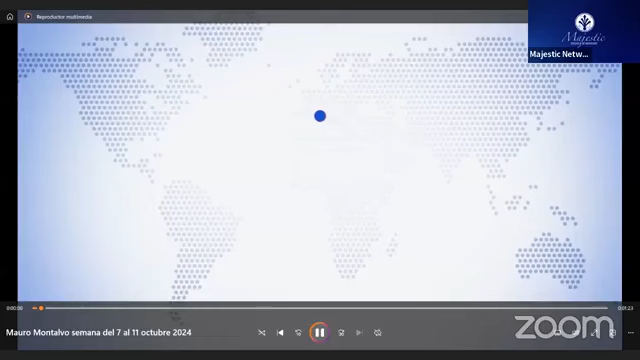 Reproductor multimedia
Majestic
Majestic Netw...
0:00:00
0:01:23
Mauro Montalvo semana del 7 al 11 octubre 2024
zoom